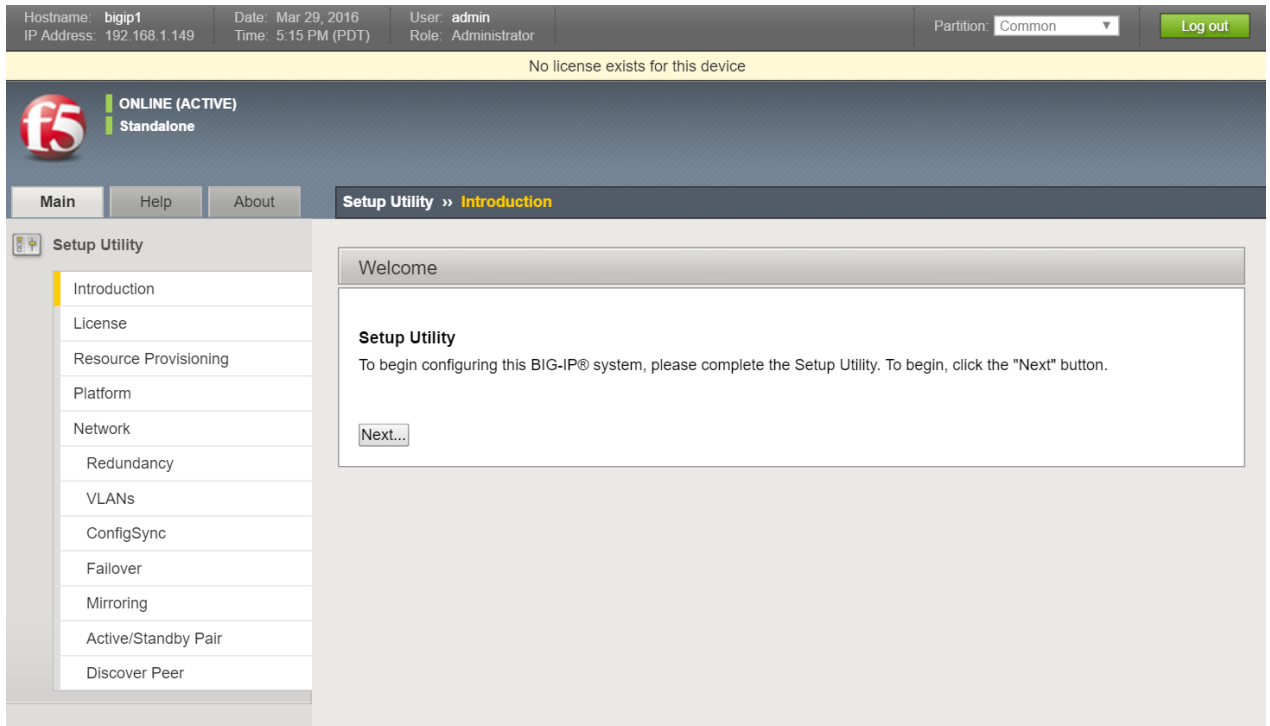 Hostname: bigip1 Date: Mar 29, 2016 User: admin
IP Address: 192.168.1.149 Time: 5:15 PM (PDT) Role: Administrator
Partition: Common Log out
No license exists for this device
f5
ONLINE (ACTIVE)
Standalone
Main Help About
Setup Utility ›› Introduction
Setup Utility
Introduction
License
Resource Provisioning
Platform
Network
Redundancy
VLANs
ConfigSync
Failover
Mirroring
Active/Standby Pair
Discover Peer
Welcome
Setup Utility
To begin configuring this BIG-IP® system, please complete the Setup Utility. To begin, click the "Next" button.
Next...